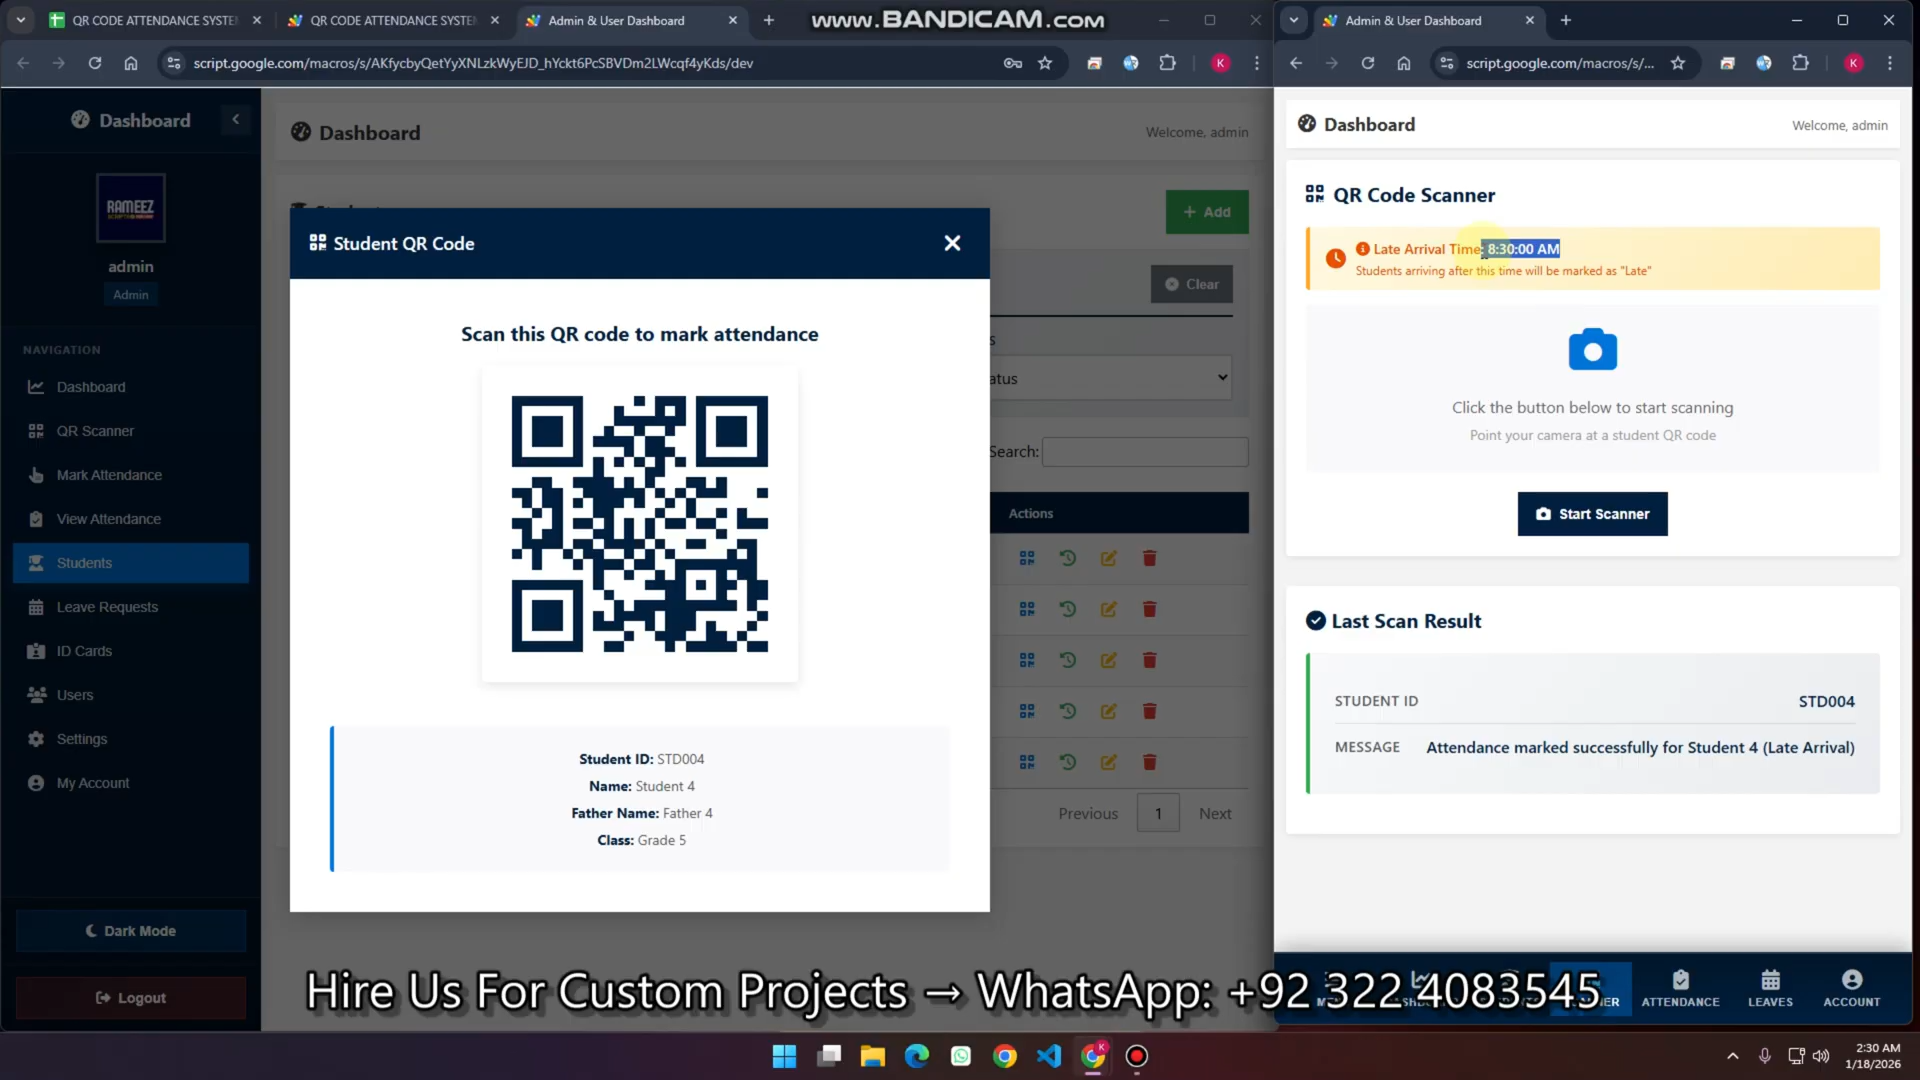 QR CODE ATTENDANCE SYSTE
QR CODE ATTENDANCE SYSTE
Admin & User Dashboard
www.BANDICAM.com
Admin & User Dashboard
script.google.com/macros/s/AKfycbyQetYyXNLzkWyEJD_hYckt6PcSBVDm2LWcqf4yKds/dev
K
script.google.com/macros/s/...
K
Dashboard
RAMEEZ
admin
Admin
NAVIGATION
Dashboard
QR Scanner
Mark Attendance
View Attendance
Students
Leave Requests
ID Cards
Users
Settings
My Account
Dark Mode
Logout
Dashboard
Welcome, admin
Add
Clear
atus
Search:
Actions
Previous
1
Next
Student QR Code
Scan this QR code to mark attendance
Student ID: STD004
Name: Student 4
Father Name: Father 4
Class: Grade 5
Dashboard
Welcome, admin
QR Code Scanner
Late Arrival Time: 8:30:00 AM
Students arriving after this time will be marked as "Late"
Click the button below to start scanning
Point your camera at a student QR code
Start Scanner
Last Scan Result
STUDENT ID STD004
MESSAGE Attendance marked successfully for Student 4 (Late Arrival)
ATTENDANCE
LEAVES
ACCOUNT
Hire Us For Custom Projects → WhatsApp: +92 322 4083545
K
2:30 AM
1/18/2026